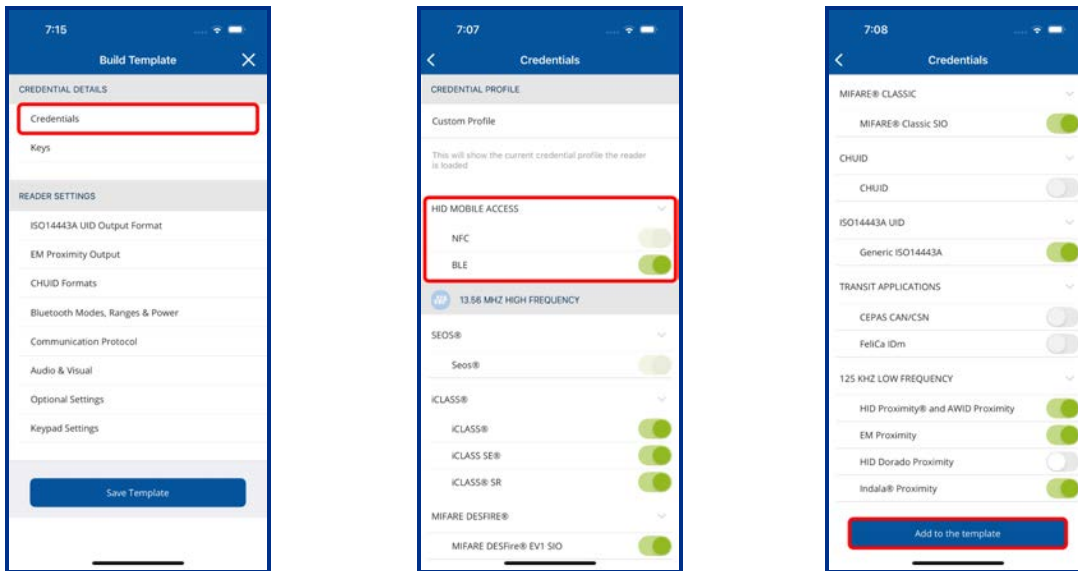 7:15
Build Template
CREDENTIAL DETAILS
Credentials
Keys
READER SETTINGS
ISO14443A UID Output Format
EM Proximity Output
CHUID Formats
Bluetooth Modes, Ranges & Power
Communication Protocol
Audio & Visual
Optional Settings
Keypad Settings
Save Template
7:07
Credentials
CREDENTIAL PROFILE
Custom Profile
This will show the current credential profile the reader
is loaded
HID MOBILE ACCESS
NFC
BLE
13.56 MHZ HIGH FREQUENCY
SEOS®
Seos®
iCLASS®
iCLASS®
iCLASS SE®
iCLASS® SR
MIFARE DESFIRE®
MIFARE DESFire® EV1 SIO
7:08
Credentials
MIFARE® CLASSIC
MIFARE® Classic SIO
CHUID
CHUID
ISO14443A UID
Generic ISO14443A
TRANSIT APPLICATIONS
CEPAS CAN/CSN
FeliCa IDm
125 KHZ LOW FREQUENCY
HID Proximity® and AWID Proximity
EM Proximity
HID Dorado Proximity
Indala® Proximity
Add to the template